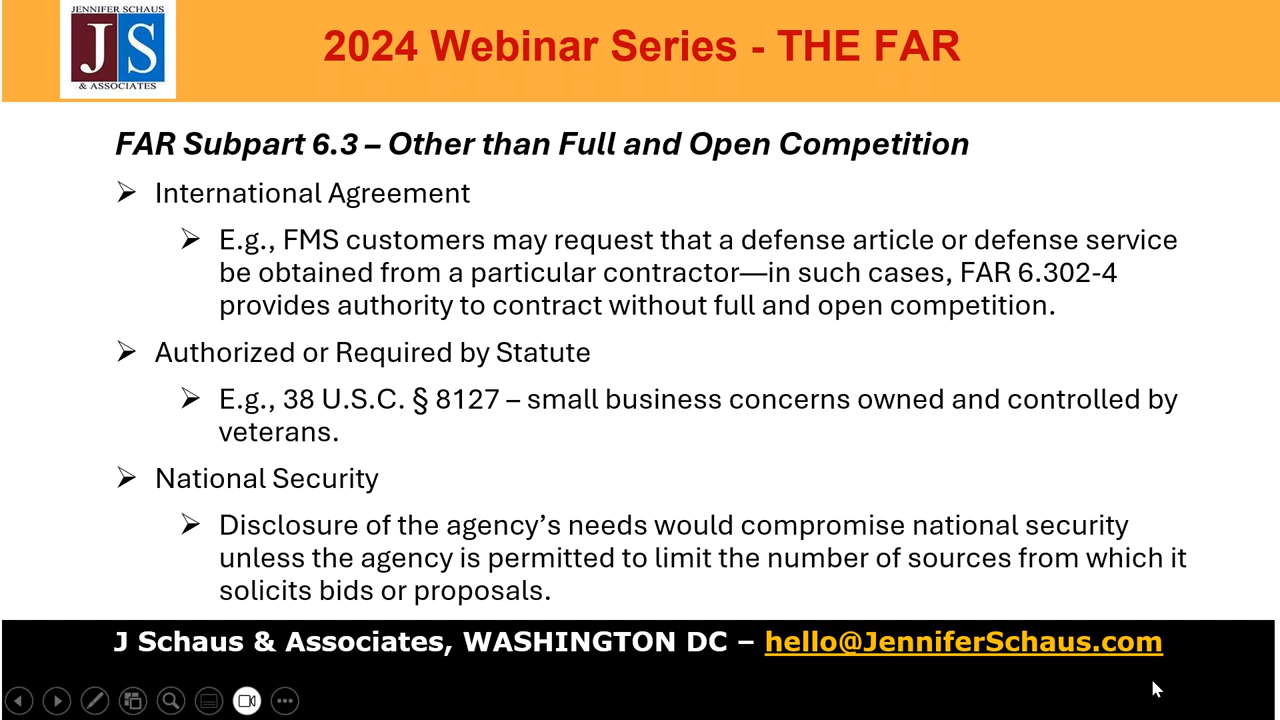 JENNIFER SCHAUS
JS
& ASSOCIATES
2024 Webinar Series - THE FAR
FAR Subpart 6.3 – Other than Full and Open Competition
International Agreement
E.g., FMS customers may request that a defense article or defense service
be obtained from a particular contractor—in such cases, FAR 6.302-4
provides authority to contract without full and open competition.
Authorized or Required by Statute
E.g., 38 U.S.C. § 8127 – small business concerns owned and controlled by
veterans.
National Security
Disclosure of the agency’s needs would compromise national security
unless the agency is permitted to limit the number of sources from which it
solicits bids or proposals.
J Schaus & Associates, WASHINGTON DC – hello@JenniferSchaus.com